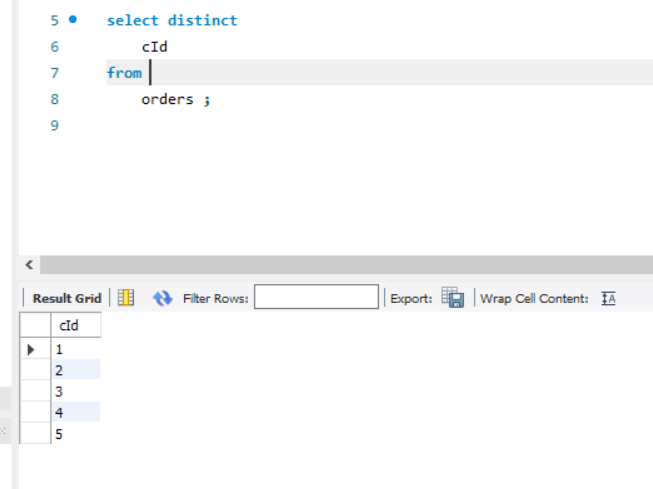 5 select distinct
6 cId
7 from
8 orders ;
9
Result Grid Filter Rows: Export: Wrap Cell Content:
cId
1
2
3
4
5